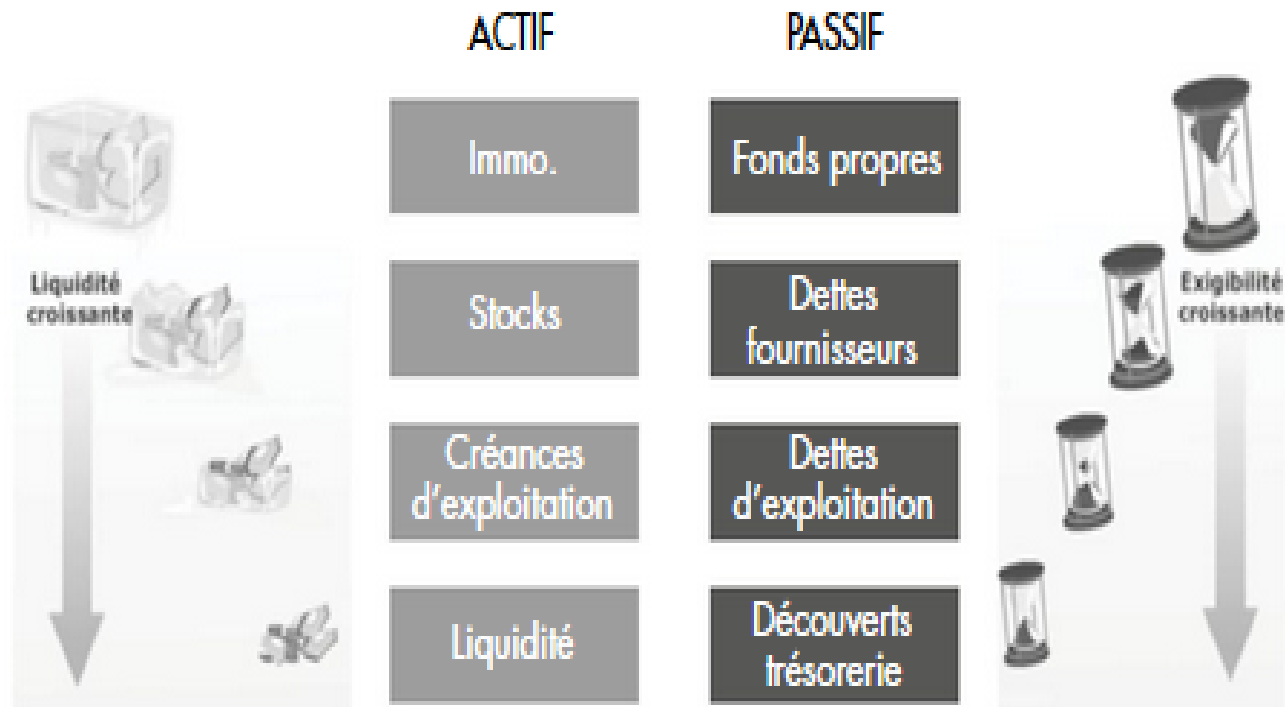 ACTIF
PASSIF
Immo.
Fonds propres
Liquidité
croissante
Stocks
Dettes
fournisseurs
Exigibilité
croissante
Créances
d'exploitation
Dettes
d'exploitation
Liquidité
Découverts
trésorerie